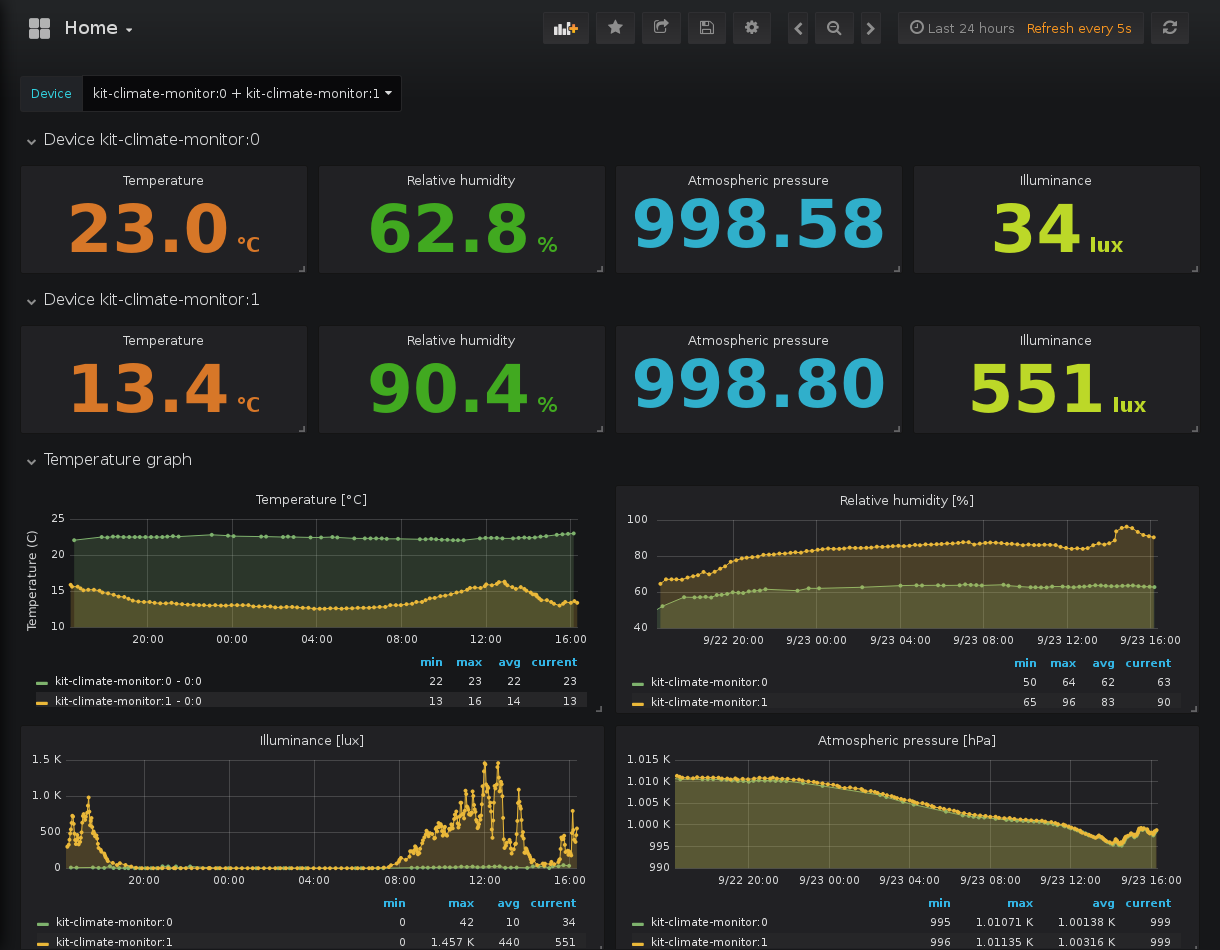 Home
Last 24 hours Refresh every 5s
Device kit-climate-monitor:0 + kit-climate-monitor:1
Device kit-climate-monitor:0
Temperature Relative humidity Atmospheric pressure Illuminance
23.0 °C 62.8 % 998.58 34 lux
Device kit-climate-monitor:1
Temperature Relative humidity Atmospheric pressure Illuminance
13.4 °C 90.4 % 998.80 551 lux
Temperature graph
Temperature [°C]
Temperature (C)
25
20
15
10
20:00 00:00 04:00 08:00 12:00 16:00
min max avg current
kit-climate-monitor:0 - 0:0 22 23 22 23
kit-climate-monitor:1 - 0:0 13 16 14 13
Relative humidity [%]
100
80
60
40
9/22 20:00 9/23 00:00 9/23 04:00 9/23 08:00 9/23 12:00 9/23 16:00
min max avg current
kit-climate-monitor:0 50 64 62 63
kit-climate-monitor:1 65 96 83 90
Illuminance [lux]
1.5 K
1.0 K
500
0
20:00 00:00 04:00 08:00 12:00 16:00
min max avg current
kit-climate-monitor:0 0 42 10 34
kit-climate-monitor:1 0 1.457 K 440 551
Atmospheric pressure [hPa]
1.015 K
1.010 K
1.005 K
1.000 K
995
990
9/22 20:00 9/23 00:00 9/23 04:00 9/23 08:00 9/23 12:00 9/23 16:00
min max avg current
kit-climate-monitor:0 995 1.01071 K 1.00138 K 999
kit-climate-monitor:1 996 1.01135 K 1.00316 K 999